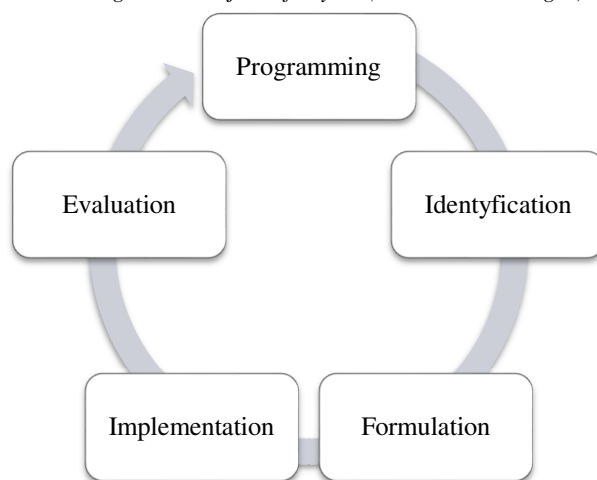 Programming
Evaluation
Identyfication
Implementation
Formulation